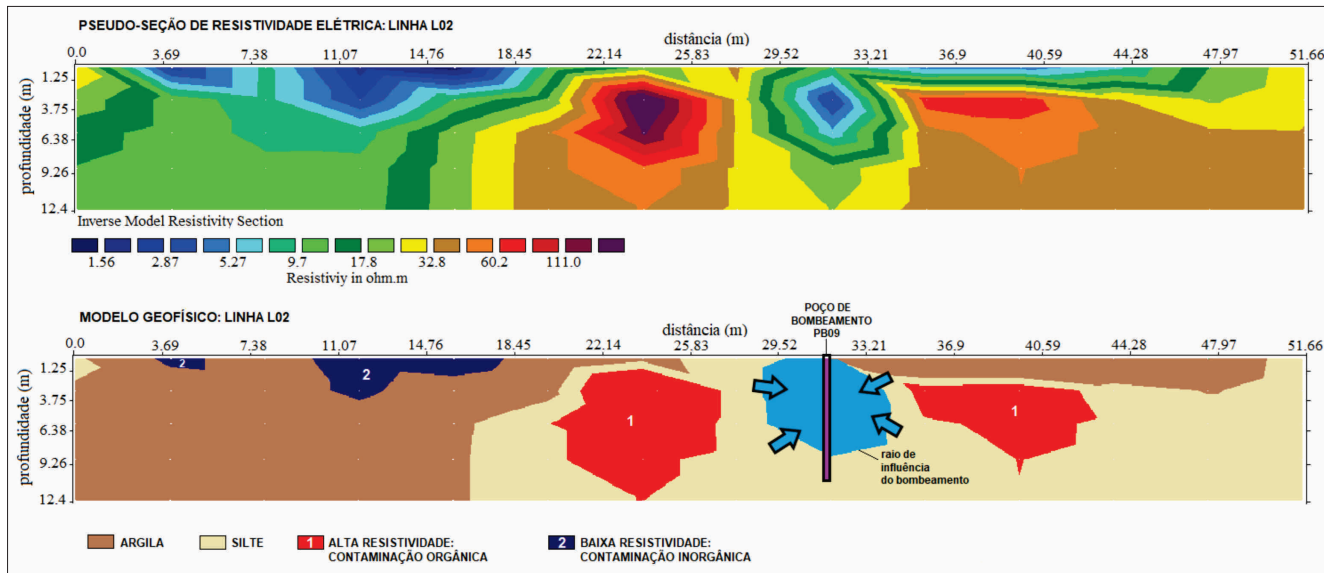 PSEUDO-SEÇÃO DE RESISTIVIDADE ELÉTRICA: LINHA L02
distância (m)
0.0 3.69 7.38 11.07 14.76 18.45 22.14 25.83 29.52 33.21 36.9 40.59 44.28 47.97 51.66
profundidade (m)
1.25
3.75
6.38
9.26
12.4
Inverse Model Resistivity Section
1.56 2.87 5.27 9.7 17.8 32.8 60.2 111.0
Resistiviy in ohm.m
MODELO GEOFÍSICO: LINHA L02
POÇO DE
BOMBEAMENTO
PB09
distância (m)
0.0 3.69 7.38 11.07 14.76 18.45 22.14 25.83 29.52 33.21 36.9 40.59 44.28 47.97 51.66
profundidade (m)
1.25
3.75
6.38
9.26
12.4
2
2
1
1
raio de
influência
do bombeamento
ARGILA
SILTE
1 ALTA RESISTIVIDADE:
CONTAMINAÇÃO ORGÂNICA
2 BAIXA RESISTIVIDADE:
CONTAMINAÇÃO INORGÂNICA